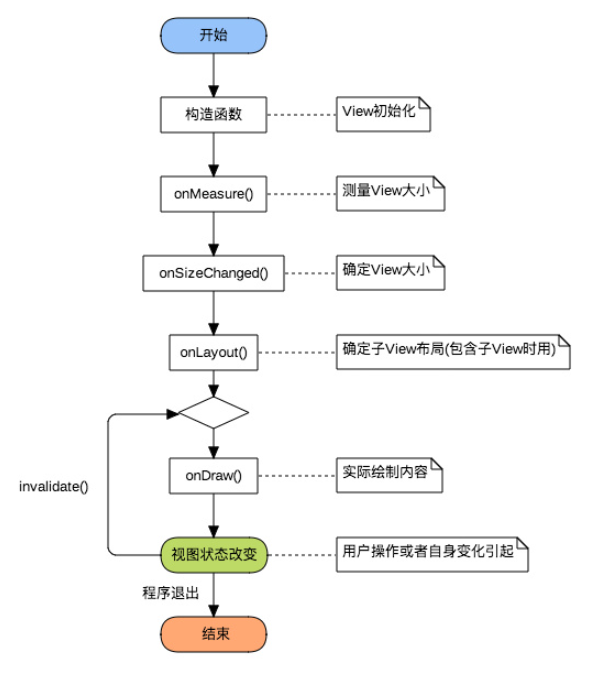 开始
构造函数
View初始化
onMeasure()
测量View大小
onSizeChanged()
确定View大小
onLayout()
确定子View布局(包含子View时用)
onDraw()
实际绘制内容
invalidate()
视图状态改变
用户操作或者自身变化引起
程序退出
结束